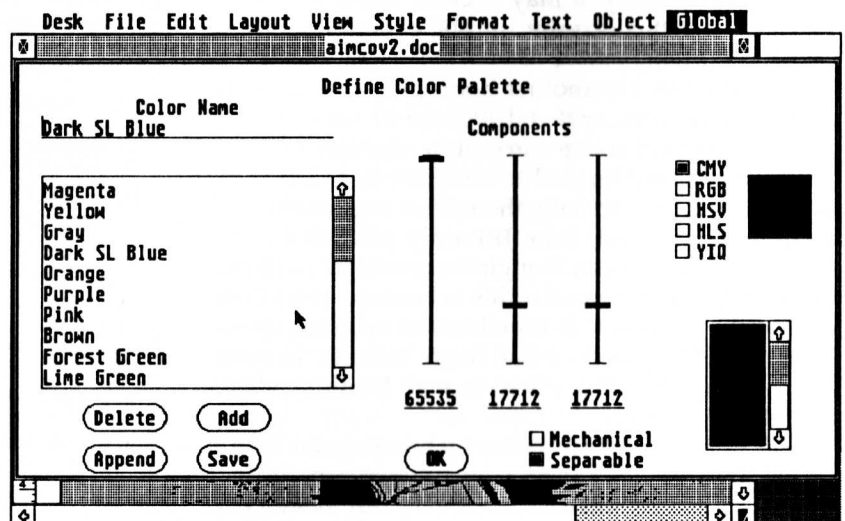 Desk File Edit Layout View Style Format Text Object Global
aimcov2.doc
Define Color Palette
Color Name
Dark SL Blue
Components
Magenta
Yellow
Gray
Dark SL Blue
Orange
Purple
Pink
Brown
Forest Green
Lime Green
CMY
RGB
HSV
HLS
YIQ
65535 17712 17712
Delete Add
Append Save
OK
Mechanical
Separable